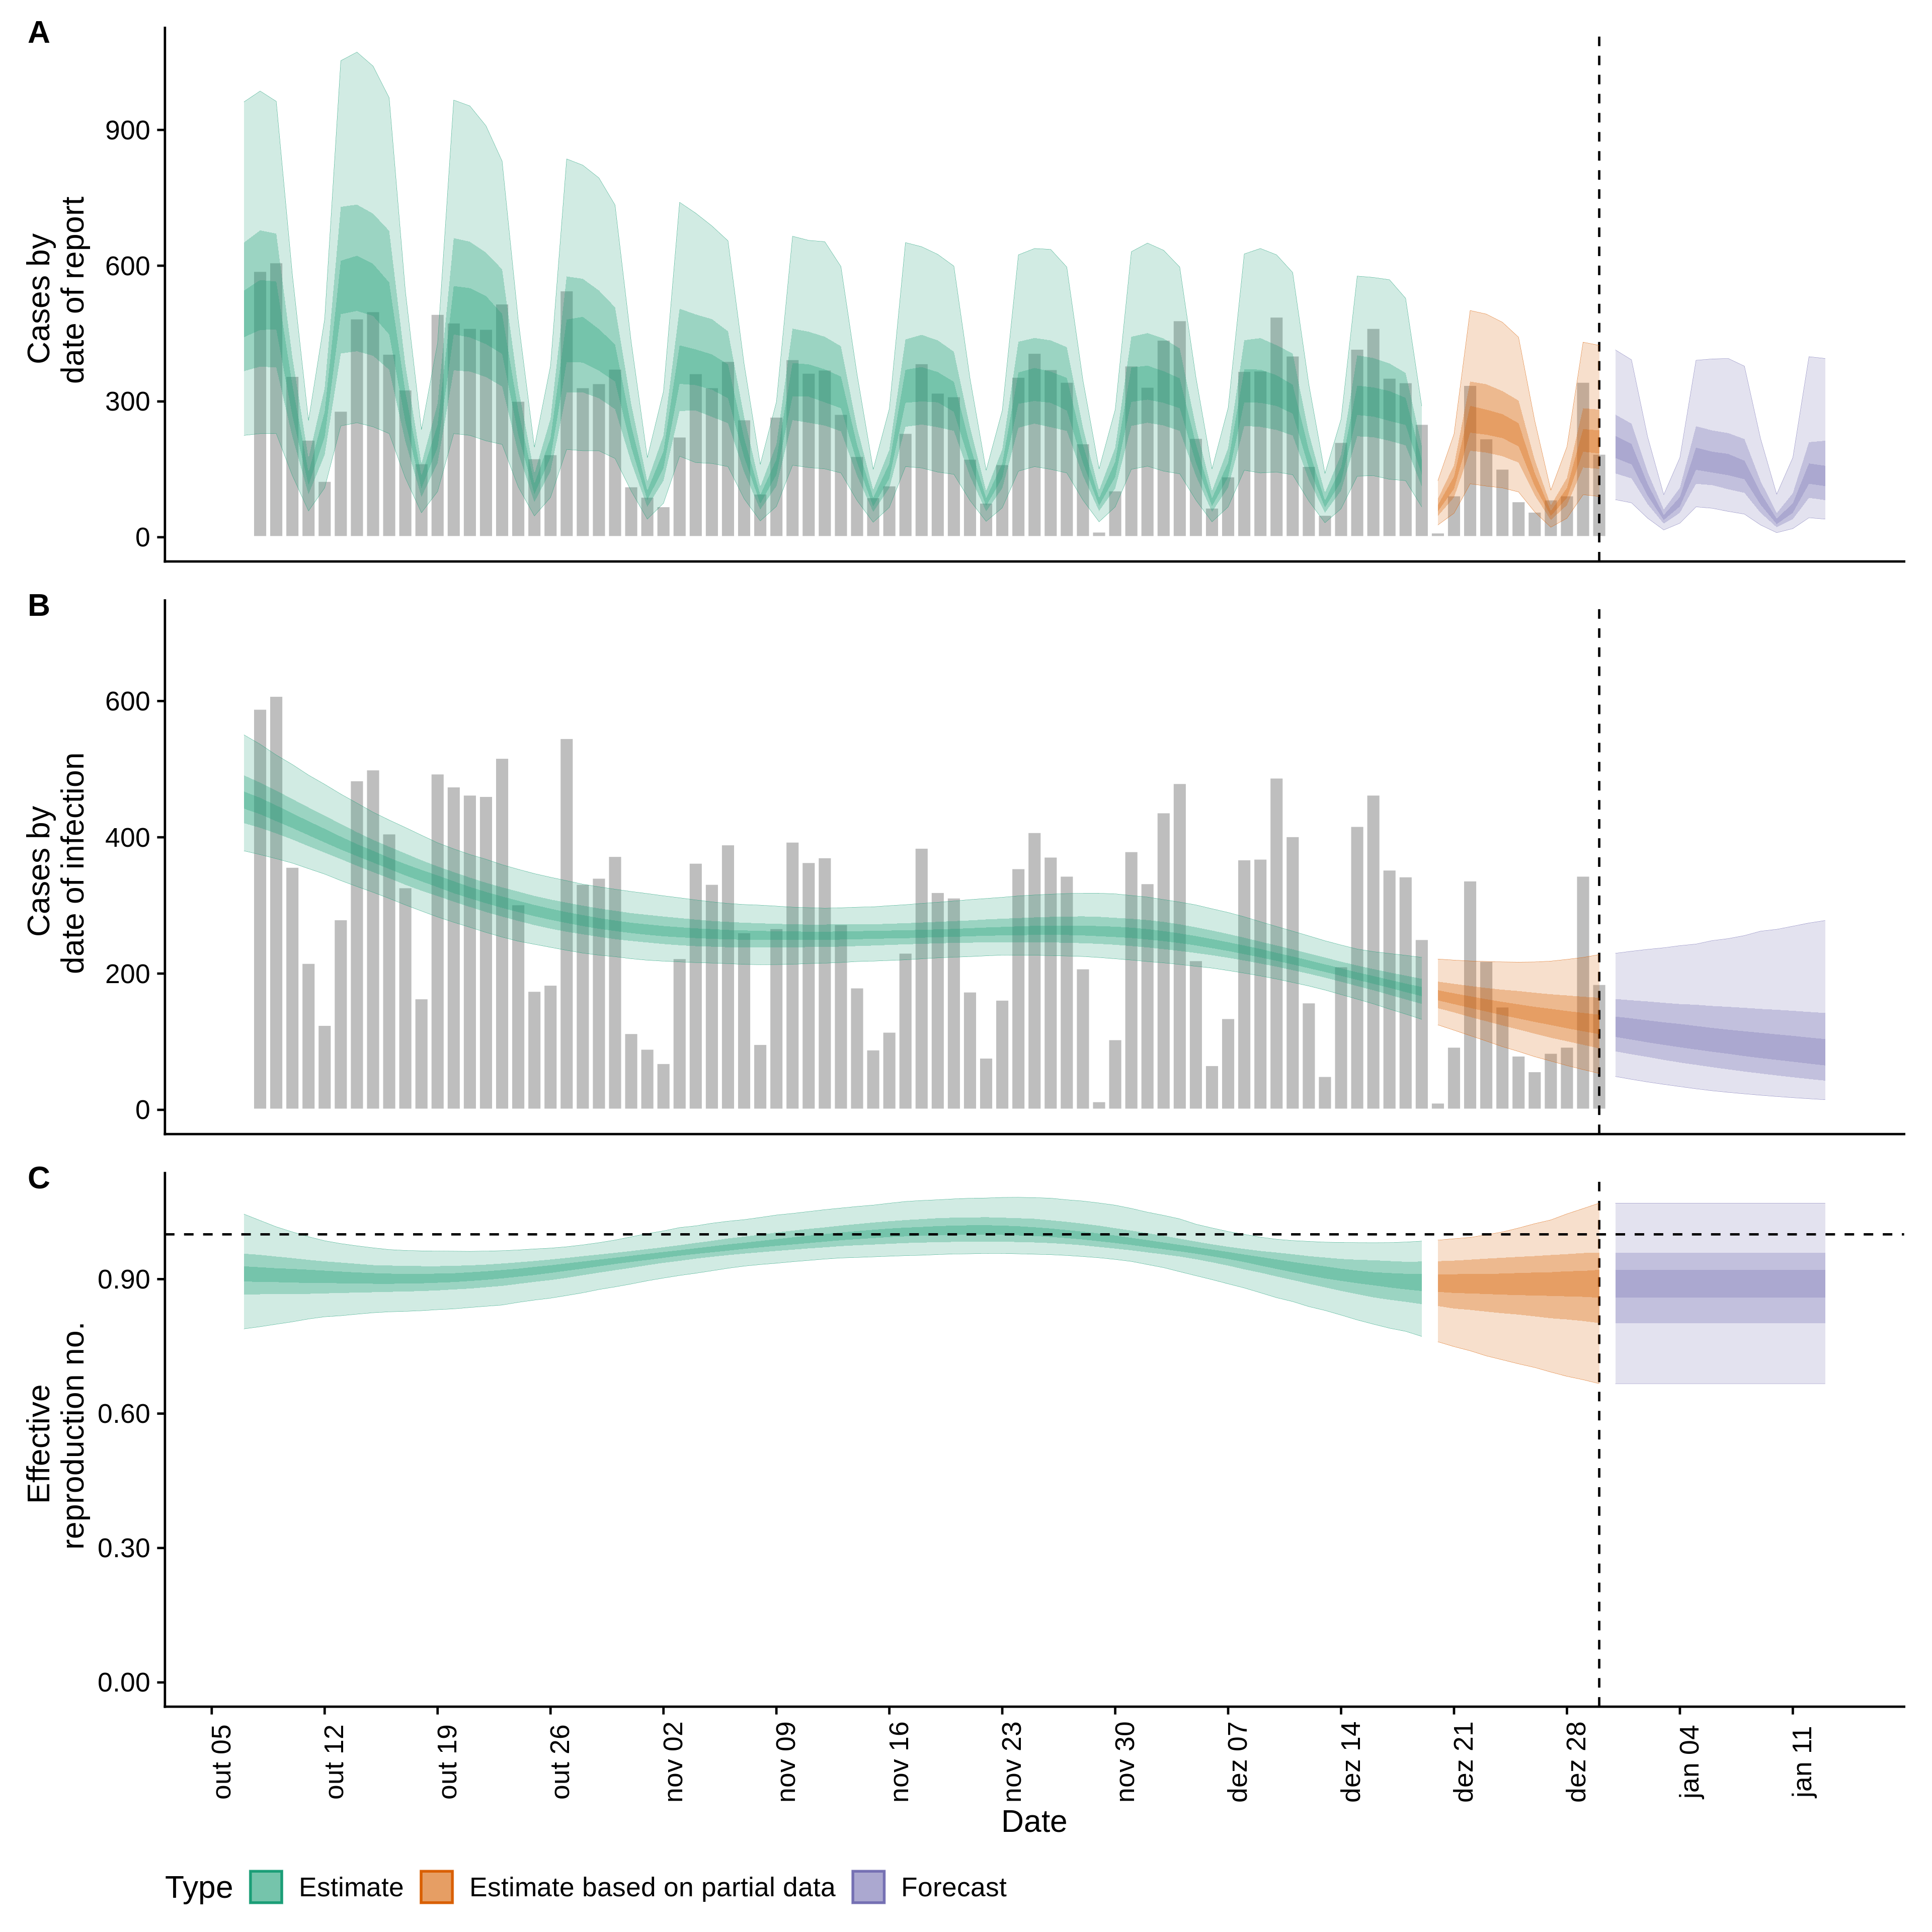 A
Cases by
date of report
900
600
300
0
B
Cases by
date of infection
600
400
200
0
C
Effective
reproduction no.
0.90
0.60
0.30
0.00
out 05
out 12
out 19
out 26
nov 02
nov 09
nov 16
nov 23
nov 30
dez 07
dez 14
dez 21
dez 28
jan 04
jan 11
Date
Type Estimate Estimate based on partial data Forecast